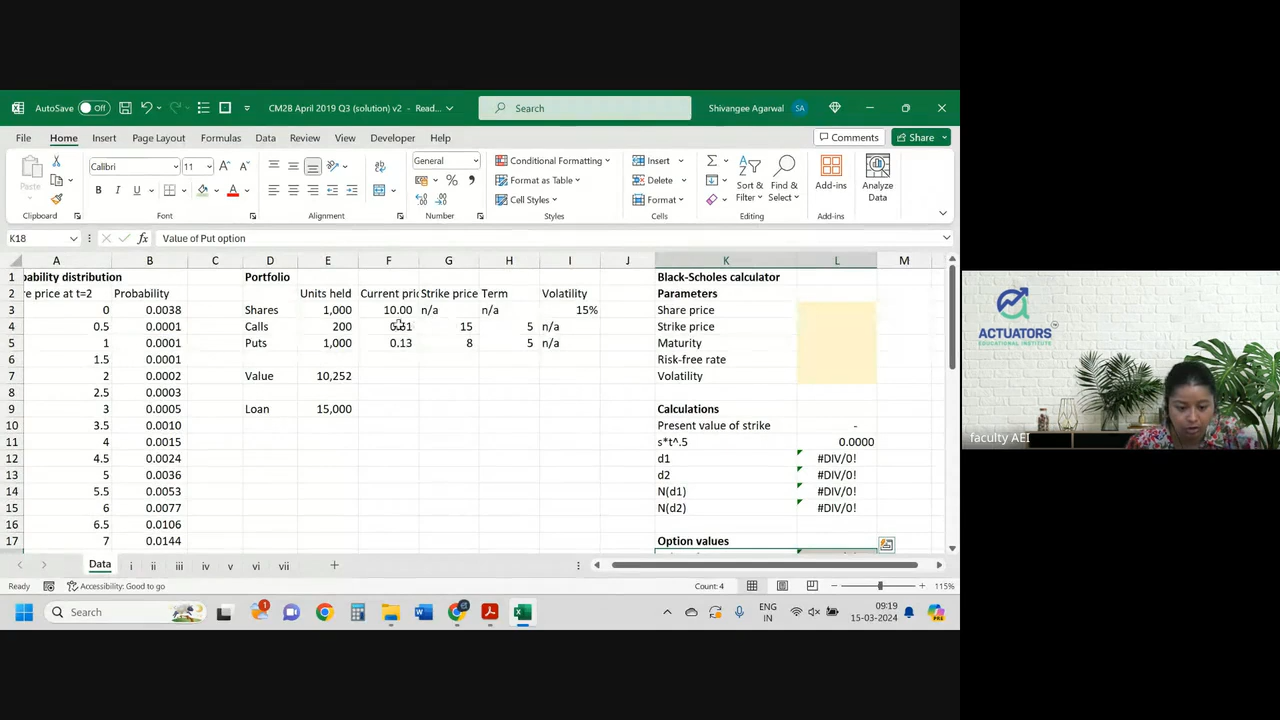 AutoSave Off CM2B April 2019 Q3 (solution) v2 - Read... Search Shivangee Agarwal SA
File Home Insert Page Layout Formulas Data Review View Developer Help Comments Share
Calibri 11 General Conditional Formatting Insert
Paste B I U Format as Table Delete Sort & Filter Find & Select Add-ins Analyze Data
Cell Styles Format
Clipboard Font Alignment Number Styles Cells Editing Add-ins
K18 fx Value of Put option
A B C D E F G H I J K L M
1 ability distribution Portfolio Black-Scholes calculator
2 e price at t=2 Probability Units held Current pric Strike price Term Volatility Parameters
3 0 0.0038 Shares 1,000 10.00 n/a n/a 15% Share price
4 0.5 0.0001 Calls 200 15 5 n/a Strike price
5 1 0.0001 Puts 1,000 0.13 8 5 n/a Maturity
6 1.5 0.0001 Risk-free rate
7 2 0.0002 Value 10,252 Volatility
8 2.5 0.0003
9 3 0.0005 Loan 15,000 Calculations
10 3.5 0.0010 Present value of strike -
11 4 0.0015 s*t^.5 0.0000
12 4.5 0.0024 d1 #DIV/0!
13 5 0.0036 d2 #DIV/0!
14 5.5 0.0053 N(d1) #DIV/0!
15 6 0.0077 N(d2) #DIV/0!
16 6.5 0.0106
17 7 0.0144 Option values
Data i ii iii iv v vi vii
Ready Accessibility: Good to go Count: 4 115%
Search 1 ENG IN 09:19 15-03-2024
ACTUATORS
EDUCATIONAL INSTITUTE
faculty AEI